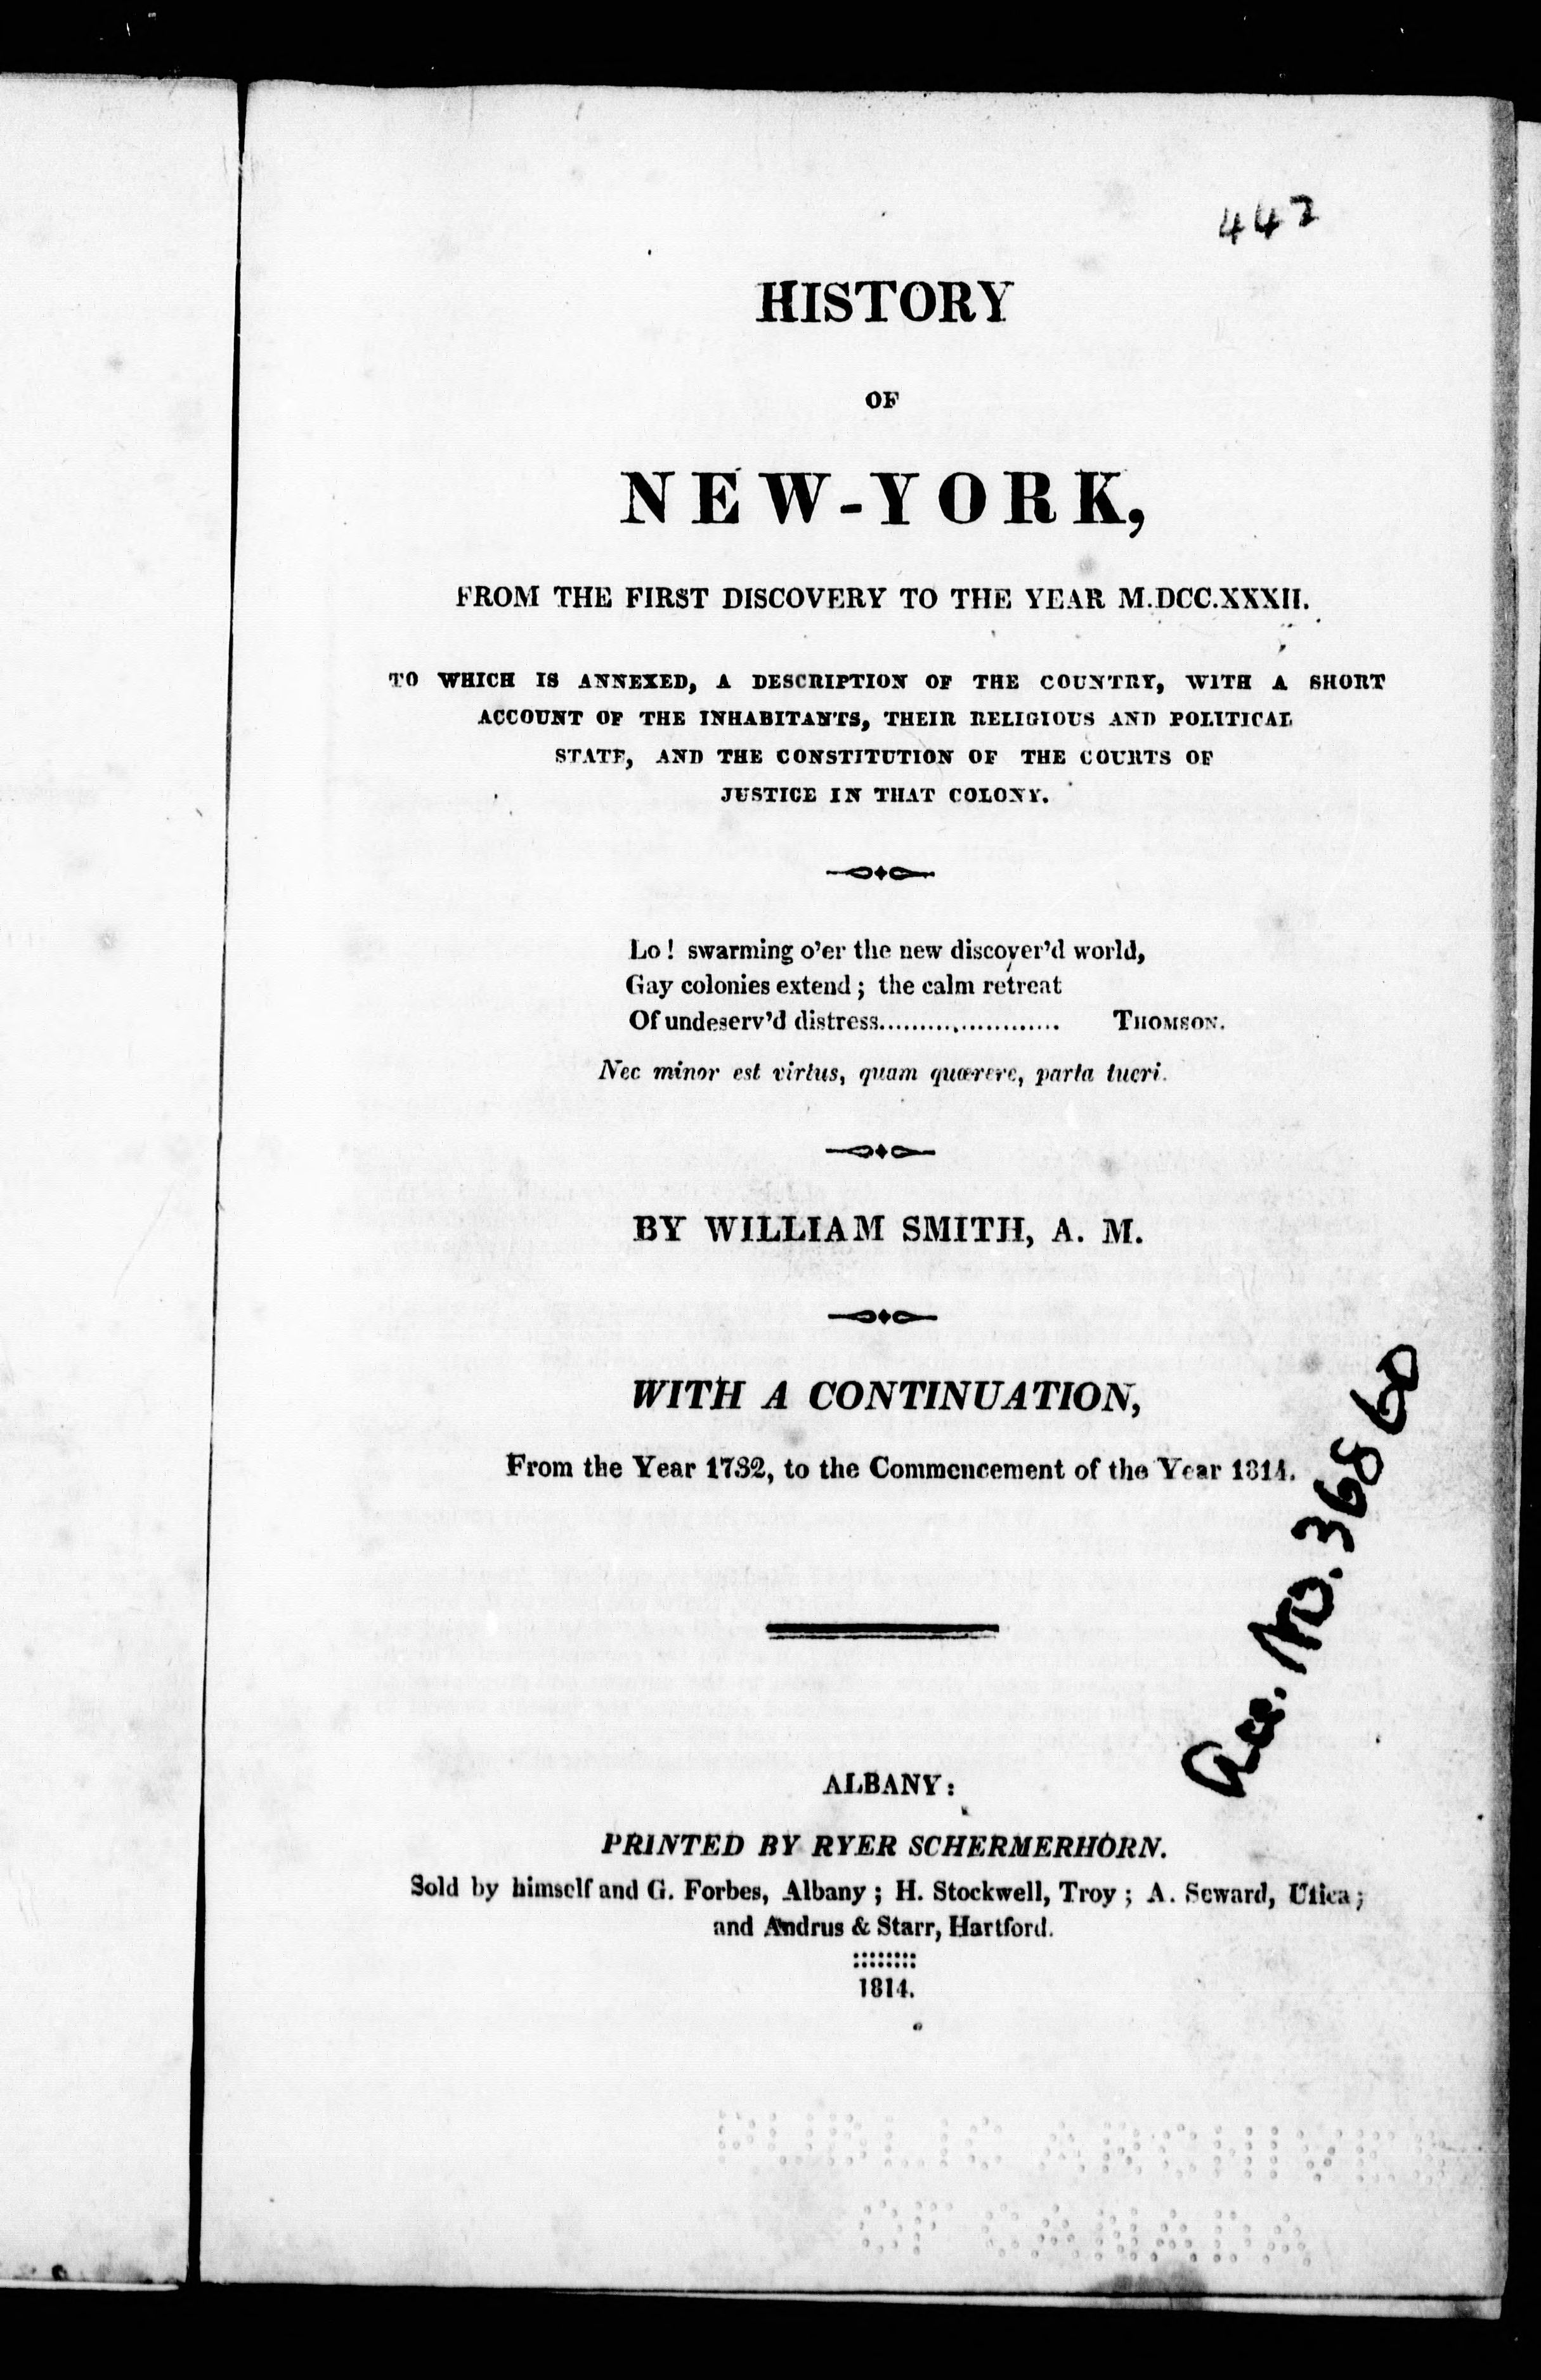 442
HISTORY
OF
NEW-YORK,
FROM THE FIRST DISCOVERY TO THE YEAR M.DCC.XXXII.
TO WHICH IS ANNEXED, A DESCRIPTION OF THE COUNTRY, WITH A SHORT
ACCOUNT OF THE INHABITANTS, THEIR RELIGIOUS AND POLITICAL
STATE, AND THE CONSTITUTION OF THE COURTS OF
JUSTICE IN THAT COLONY.
Lo! swarming o'er the new discover'd world,
Gay colonies extend; the calm retreat
Of undeserv'd distress....................... THOMSON.
Nec minor est virtus, quam quærere, parta tueri.
BY WILLIAM SMITH, A. M.
WITH A CONTINUATION,
From the Year 1732, to the Commencement of the Year 1814.
Acc. No. 36860
ALBANY:
PRINTED BY RYER SCHERMERHORN.
Sold by himself and G. Forbes, Albany; H. Stockwell, Troy; A. Seward, Utica;
and Andrus & Starr, Hartford.
1814.
PUBLIC ARCHIVES
OF CANADA